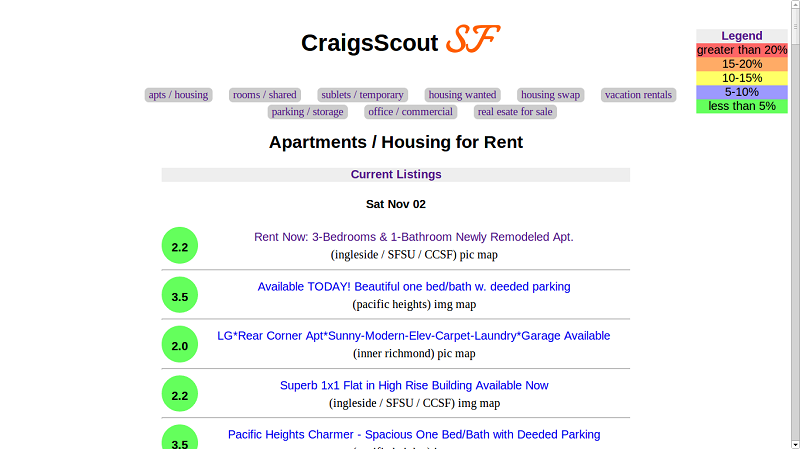 CraigsScout SF
Legend
greater than 20%
15-20%
10-15%
5-10%
less than 5%
apts / housing rooms / shared sublets / temporary housing wanted housing swap vacation rentals
parking / storage office / commercial real esate for sale
Apartments / Housing for Rent
Current Listings
Sat Nov 02
2.2 Rent Now: 3-Bedrooms & 1-Bathroom Newly Remodeled Apt.
(ingleside / SFSU / CCSF) pic map
3.5 Available TODAY! Beautiful one bed/bath w. deeded parking
(pacific heights) img map
2.0 LG*Rear Corner Apt*Sunny-Modern-Elev-Carpet-Laundry*Garage Available
(inner richmond) pic map
2.2 Superb 1x1 Flat in High Rise Building Available Now
(ingleside / SFSU / CCSF) img map
3.5 Pacific Heights Charmer - Spacious One Bed/Bath with Deeded Parking